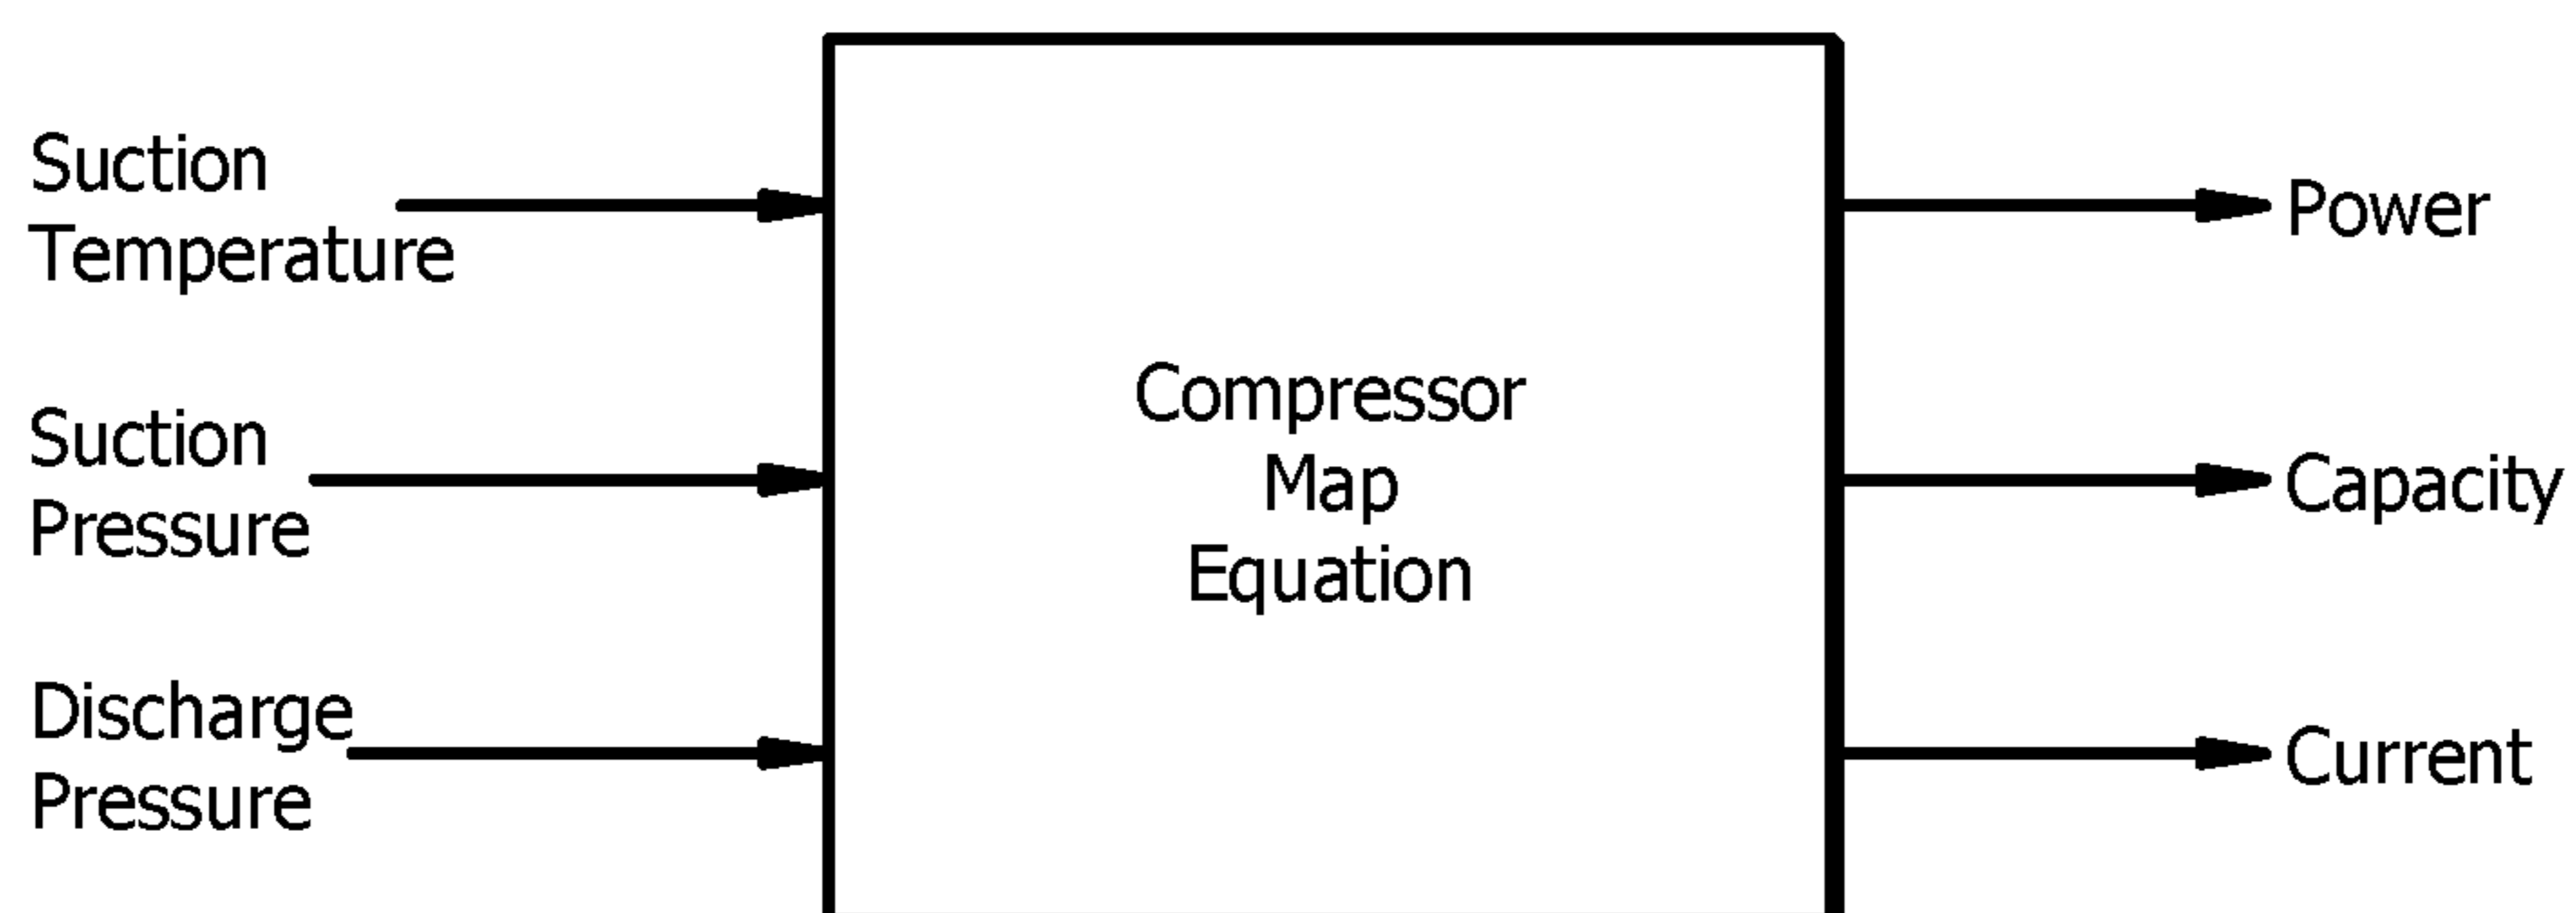 Suction
Temperature
Suction
Pressure
Discharge
Pressure
Compressor
Map
Equation
Power
Capacity
Current